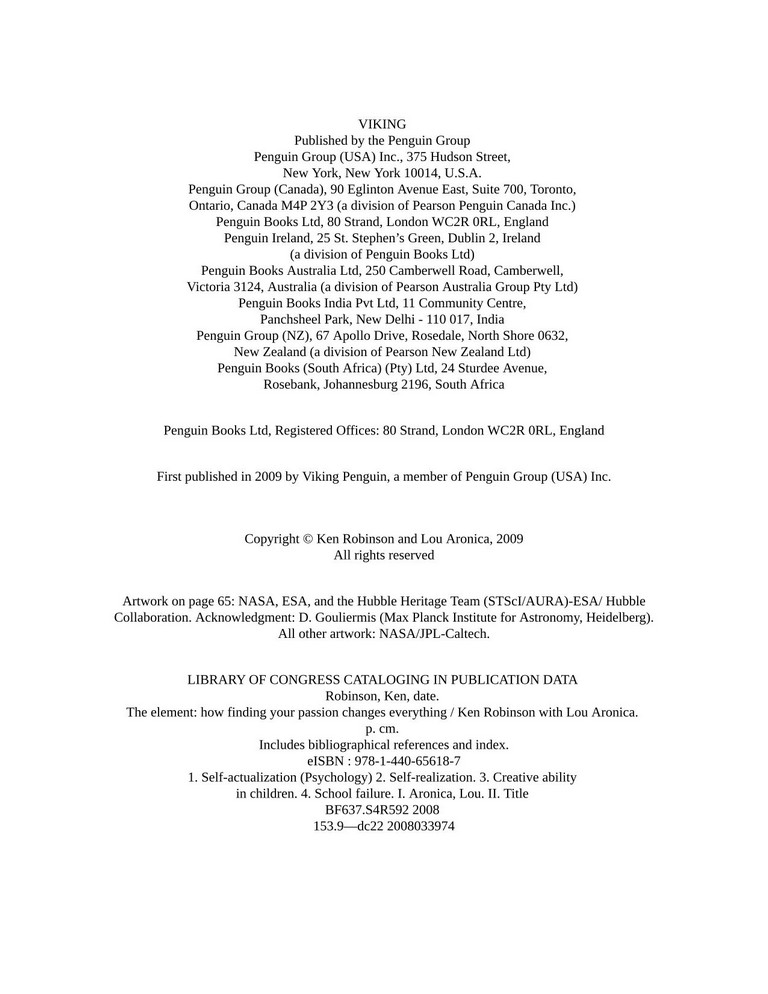 VIKING
Published by the Penguin Group
Penguin Group (USA) Inc., 375 Hudson Street,
New York, New York 10014, U.S.A.
Penguin Group (Canada), 90 Eglinton Avenue East, Suite 700, Toronto,
Ontario, Canada M4P 2Y3 (a division of Pearson Penguin Canada Inc.)
Penguin Books Ltd, 80 Strand, London WC2R 0RL, England
Penguin Ireland, 25 St. Stephen’s Green, Dublin 2, Ireland
(a division of Penguin Books Ltd)
Penguin Books Australia Ltd, 250 Camberwell Road, Camberwell,
Victoria 3124, Australia (a division of Pearson Australia Group Pty Ltd)
Penguin Books India Pvt Ltd, 11 Community Centre,
Panchsheel Park, New Delhi - 110 017, India
Penguin Group (NZ), 67 Apollo Drive, Rosedale, North Shore 0632,
New Zealand (a division of Pearson New Zealand Ltd)
Penguin Books (South Africa) (Pty) Ltd, 24 Sturdee Avenue,
Rosebank, Johannesburg 2196, South Africa
Penguin Books Ltd, Registered Offices: 80 Strand, London WC2R 0RL, England
First published in 2009 by Viking Penguin, a member of Penguin Group (USA) Inc.
Copyright © Ken Robinson and Lou Aronica, 2009
All rights reserved
Artwork on page 65: NASA, ESA, and the Hubble Heritage Team (STScI/AURA)-ESA/ Hubble
Collaboration. Acknowledgment: D. Gouliermis (Max Planck Institute for Astronomy, Heidelberg).
All other artwork: NASA/JPL-Caltech.
LIBRARY OF CONGRESS CATALOGING IN PUBLICATION DATA
Robinson, Ken, date.
The element: how finding your passion changes everything / Ken Robinson with Lou Aronica.
p. cm.
Includes bibliographical references and index.
eISBN : 978-1-440-65618-7
1. Self-actualization (Psychology) 2. Self-realization. 3. Creative ability
in children. 4. School failure. I. Aronica, Lou. II. Title
BF637.S4R592 2008
153.9—dc22 2008033974